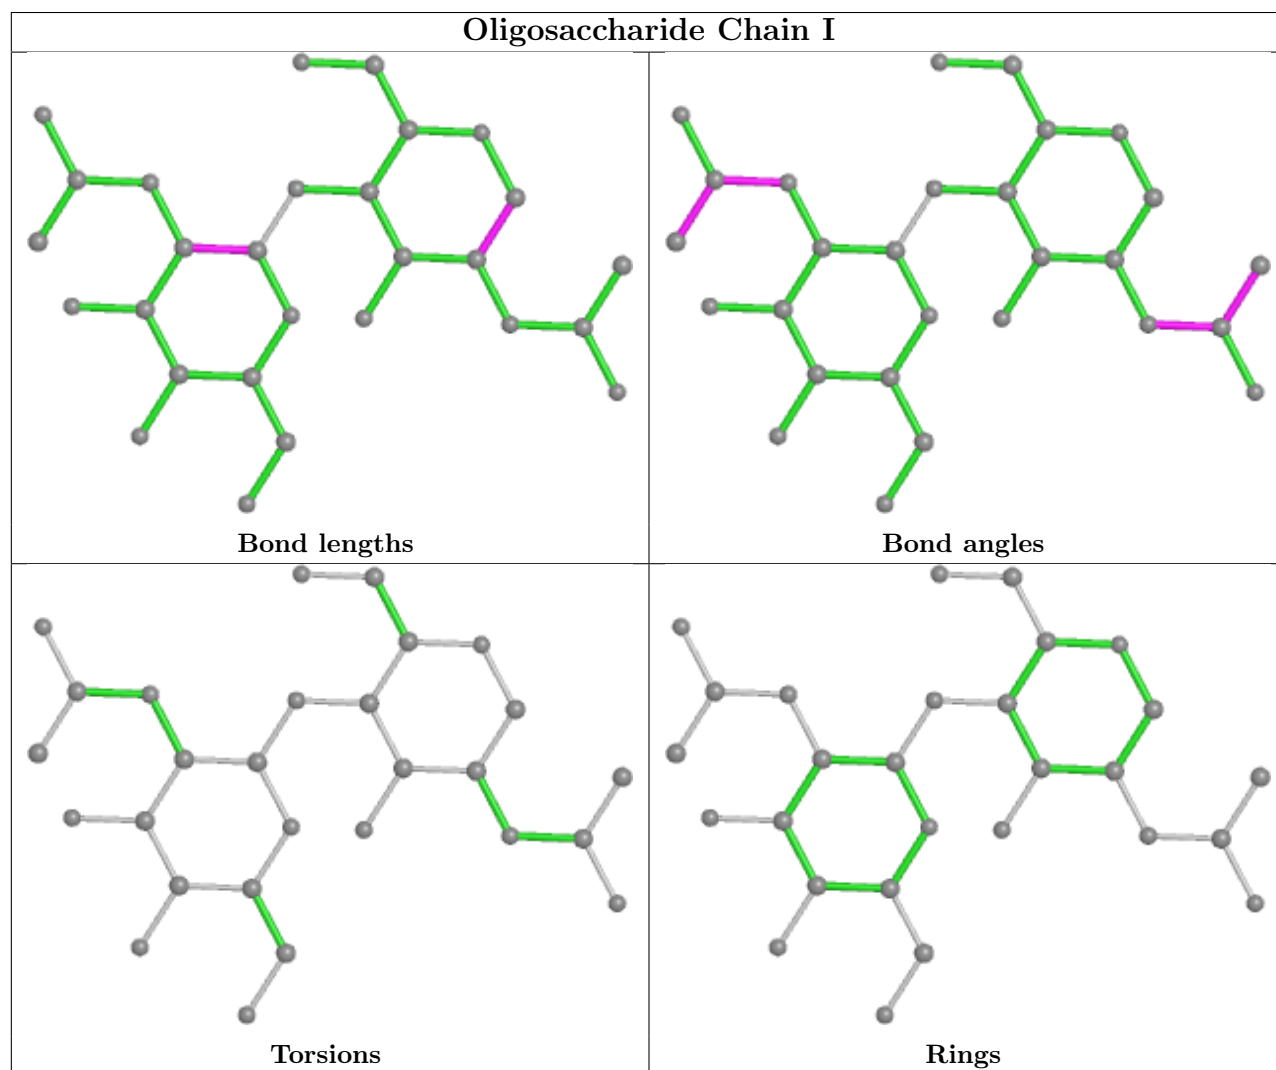 Oligosaccharide Chain I
Bond lengths
Bond angles
Torsions
Rings